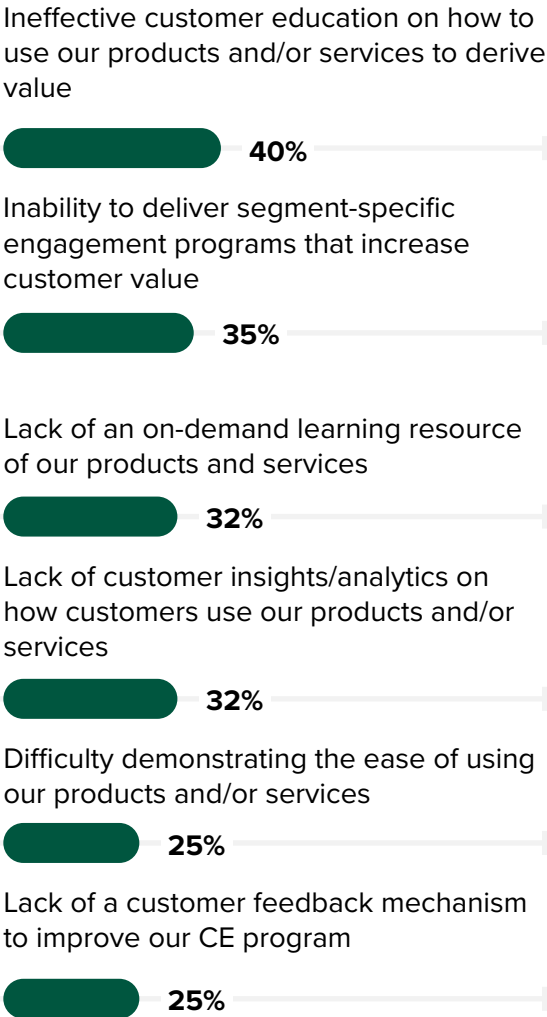 Ineffective customer education on how to
use our products and/or services to derive
value
40%
Inability to deliver segment-specific
engagement programs that increase
customer value
35%
Lack of an on-demand learning resource
of our products and services
32%
Lack of customer insights/analytics on
how customers use our products and/or
services
32%
Difficulty demonstrating the ease of using
our products and/or services
25%
Lack of a customer feedback mechanism
to improve our CE program
25%